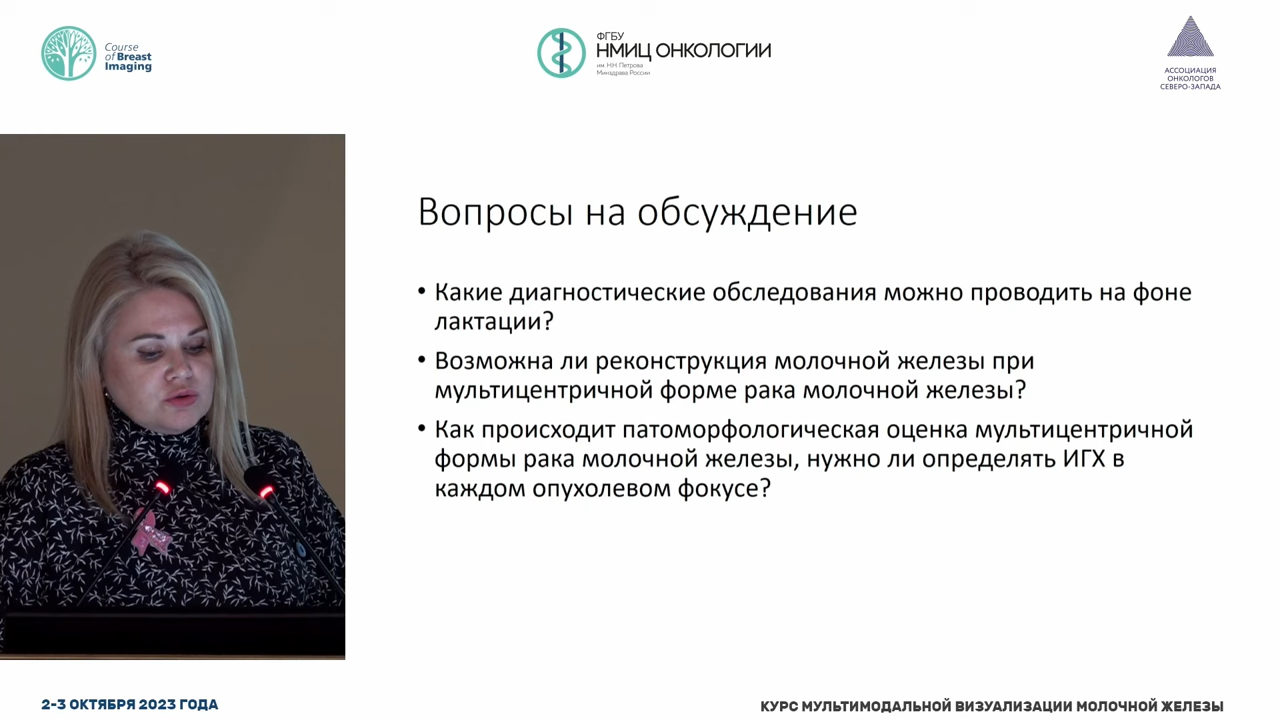 Course
of Breast
Imaging
ФГБУ
НМИЦ ОНКОЛОГИИ
им. Н.Н. Петрова
Минздрава России
АССОЦИАЦИЯ
ОНКОЛОГОВ
СЕВЕРО-ЗАПАДА
Вопросы на обсуждение
• Какие диагностические обследования можно проводить на фоне
лактации?
• Возможна ли реконструкция молочной железы при
мультицентричной форме рака молочной железы?
• Как происходит патоморфологическая оценка мультицентричной
формы рака молочной железы, нужно ли определять ИГХ в
каждом опухолевом фокусе?
2-3 ОКТЯБРЯ 2023 ГОДА
КУРС МУЛЬТИМОДАЛЬНОЙ ВИЗУАЛИЗАЦИИ МОЛОЧНОЙ ЖЕЛЕЗЫ